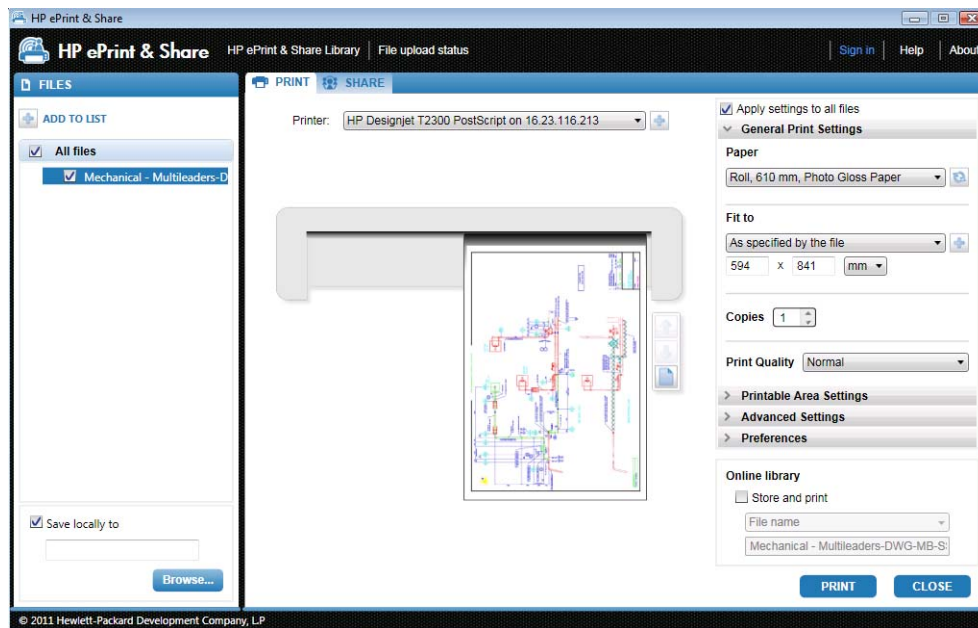 HP ePrint & Share
HP ePrint & Share
HP ePrint & Share Library
File upload status
Sign in
Help
About
FILES
ADD TO LIST
All files
Mechanical - Multileaders-D
Save locally to
Browse...
PRINT
SHARE
Printer:
HP Designjet T2300 PostScript on 16.23.116.213
Apply settings to all files
General Print Settings
Paper
Roll, 610 mm, Photo Gloss Paper
Fit to
As specified by the file
594 x 841 mm
Copies 1
Print Quality Normal
Printable Area Settings
Advanced Settings
Preferences
Online library
Store and print
File name
Mechanical - Multileaders-DWG-MB-S
PRINT
CLOSE
© 2011 Hewlett-Packard Development Company, L.P